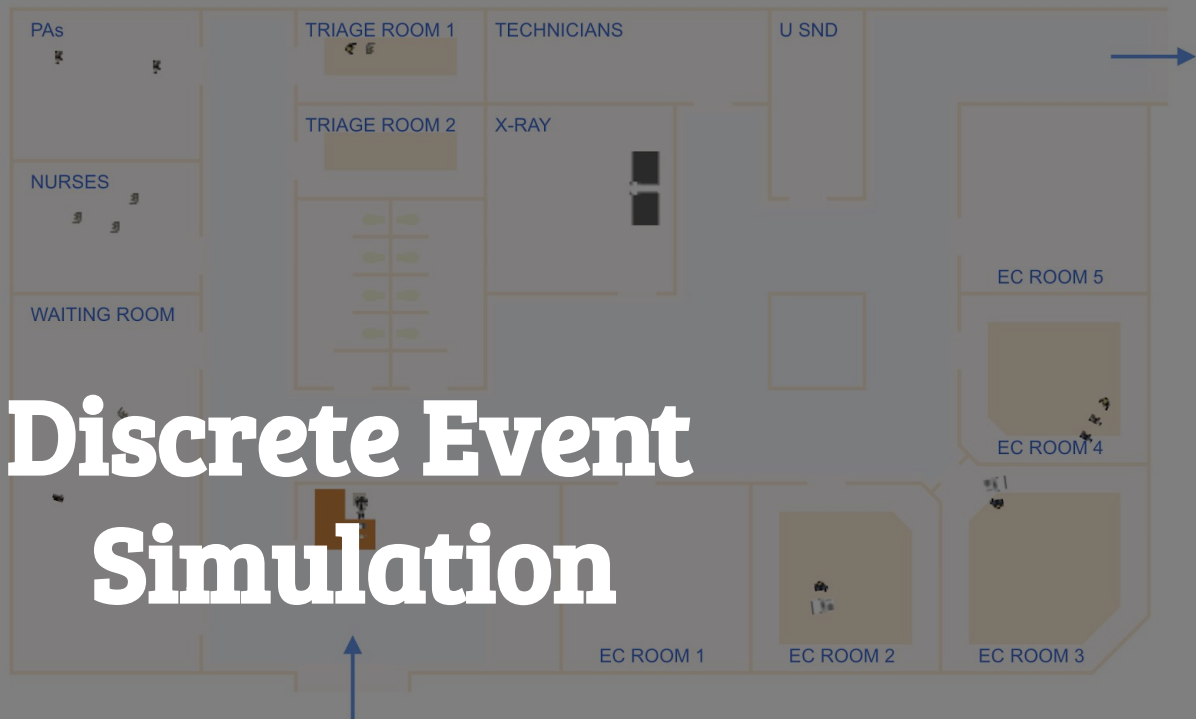 PAs
TRIAGE ROOM 1
TECHNICIANS
U SND
TRIAGE ROOM 2
X-RAY
NURSES
EC ROOM 5
WAITING ROOM
Discrete Event
Simulation
EC ROOM 4
EC ROOM 1
EC ROOM 2
EC ROOM 3